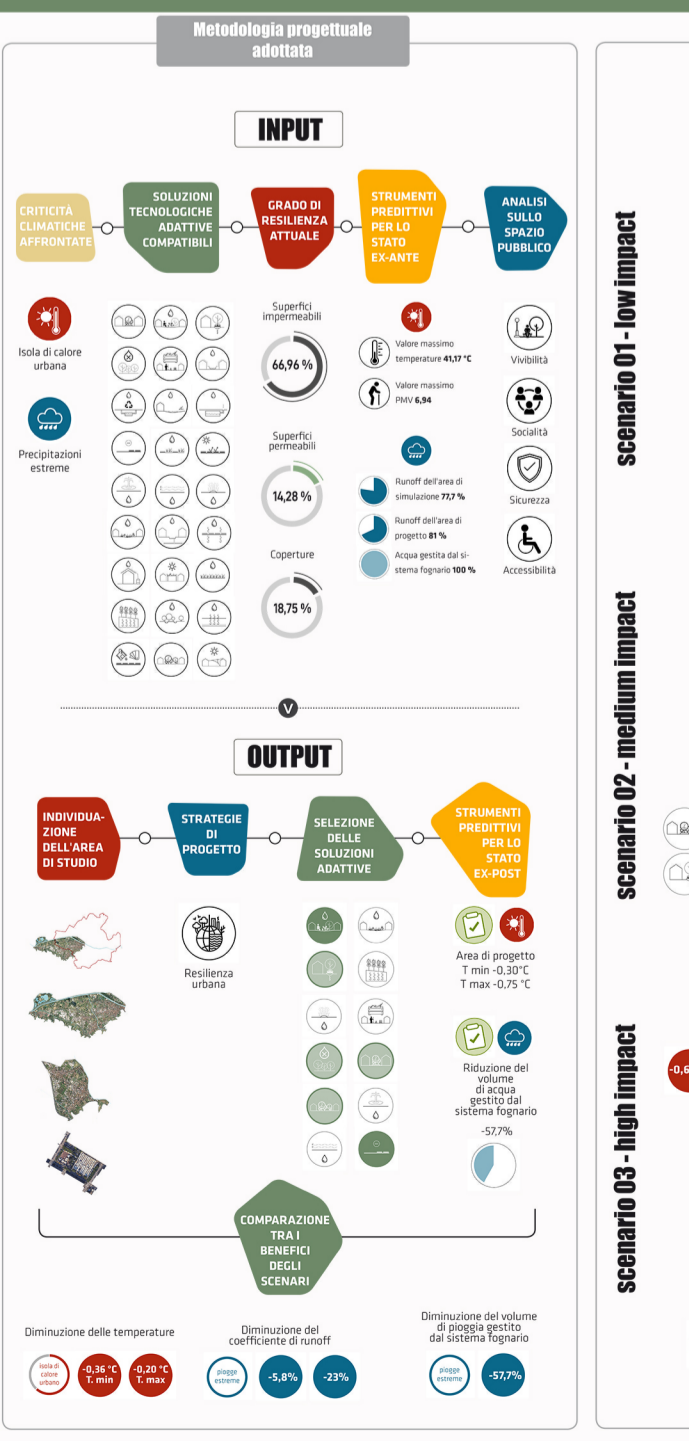 Metodologia progettuale
adottata
INPUT
CRITICITÀ
CLIMATICHE
AFFRONTATE
SOLUZIONI
TECNOLOGICHE
ADATTIVE
COMPATIBILI
GRADO DI
RESILIENZA
ATTUALE
STRUMENTI
PREDITTIVI
PER LO
STATO
EX-ANTE
ANALISI
SULLO
SPAZIO
PUBBLICO
Isola di calore
urbana
Precipitazioni
estreme
Superfici
impermeabili
66,96 %
Superfici
permeabili
14,28 %
Coperture
18,75 %
Valore massimo
temperature 41,17 °C
Valore massimo
PMV 6,94
Runoff dell'area di
simulazione 77,7 %
Runoff dell'area di
progetto 81 %
Acqua gestita dal si-
stema fognario 100 %
Vivibilità
Socialità
Sicurezza
Accessibilità
V
OUTPUT
INDIVIDUA-
ZIONE
DELL'AREA
DI STUDIO
STRATEGIE
DI
PROGETTO
SELEZIONE
DELLE
SOLUZIONI
ADATTIVE
STRUMENTI
PREDITTIVI
PER LO
STATO
EX-POST
Resilienza
urbana
Area di progetto
T min -0,30°C
T max -0,75 °C
Riduzione del
volume
di acqua
gestito dal
sistema fognario
-57,7%
COMPARAZIONE
TRA I
BENEFICI
DEGLI
SCENARI
Diminuzione delle temperature
isola di
calore
urbano
-0,36 °C
T. min
-0,20 °C
T. max
Diminuzione del
coefficiente di runoff
piogge
estreme
-5,8%
-23%
Diminuzione del volume
di pioggia gestito
dal sistema fognario
piogge
estreme
-57,7%
scenario 01 - low impact
scenario 02 - medium impact
scenario 03 - high impact
-0,6